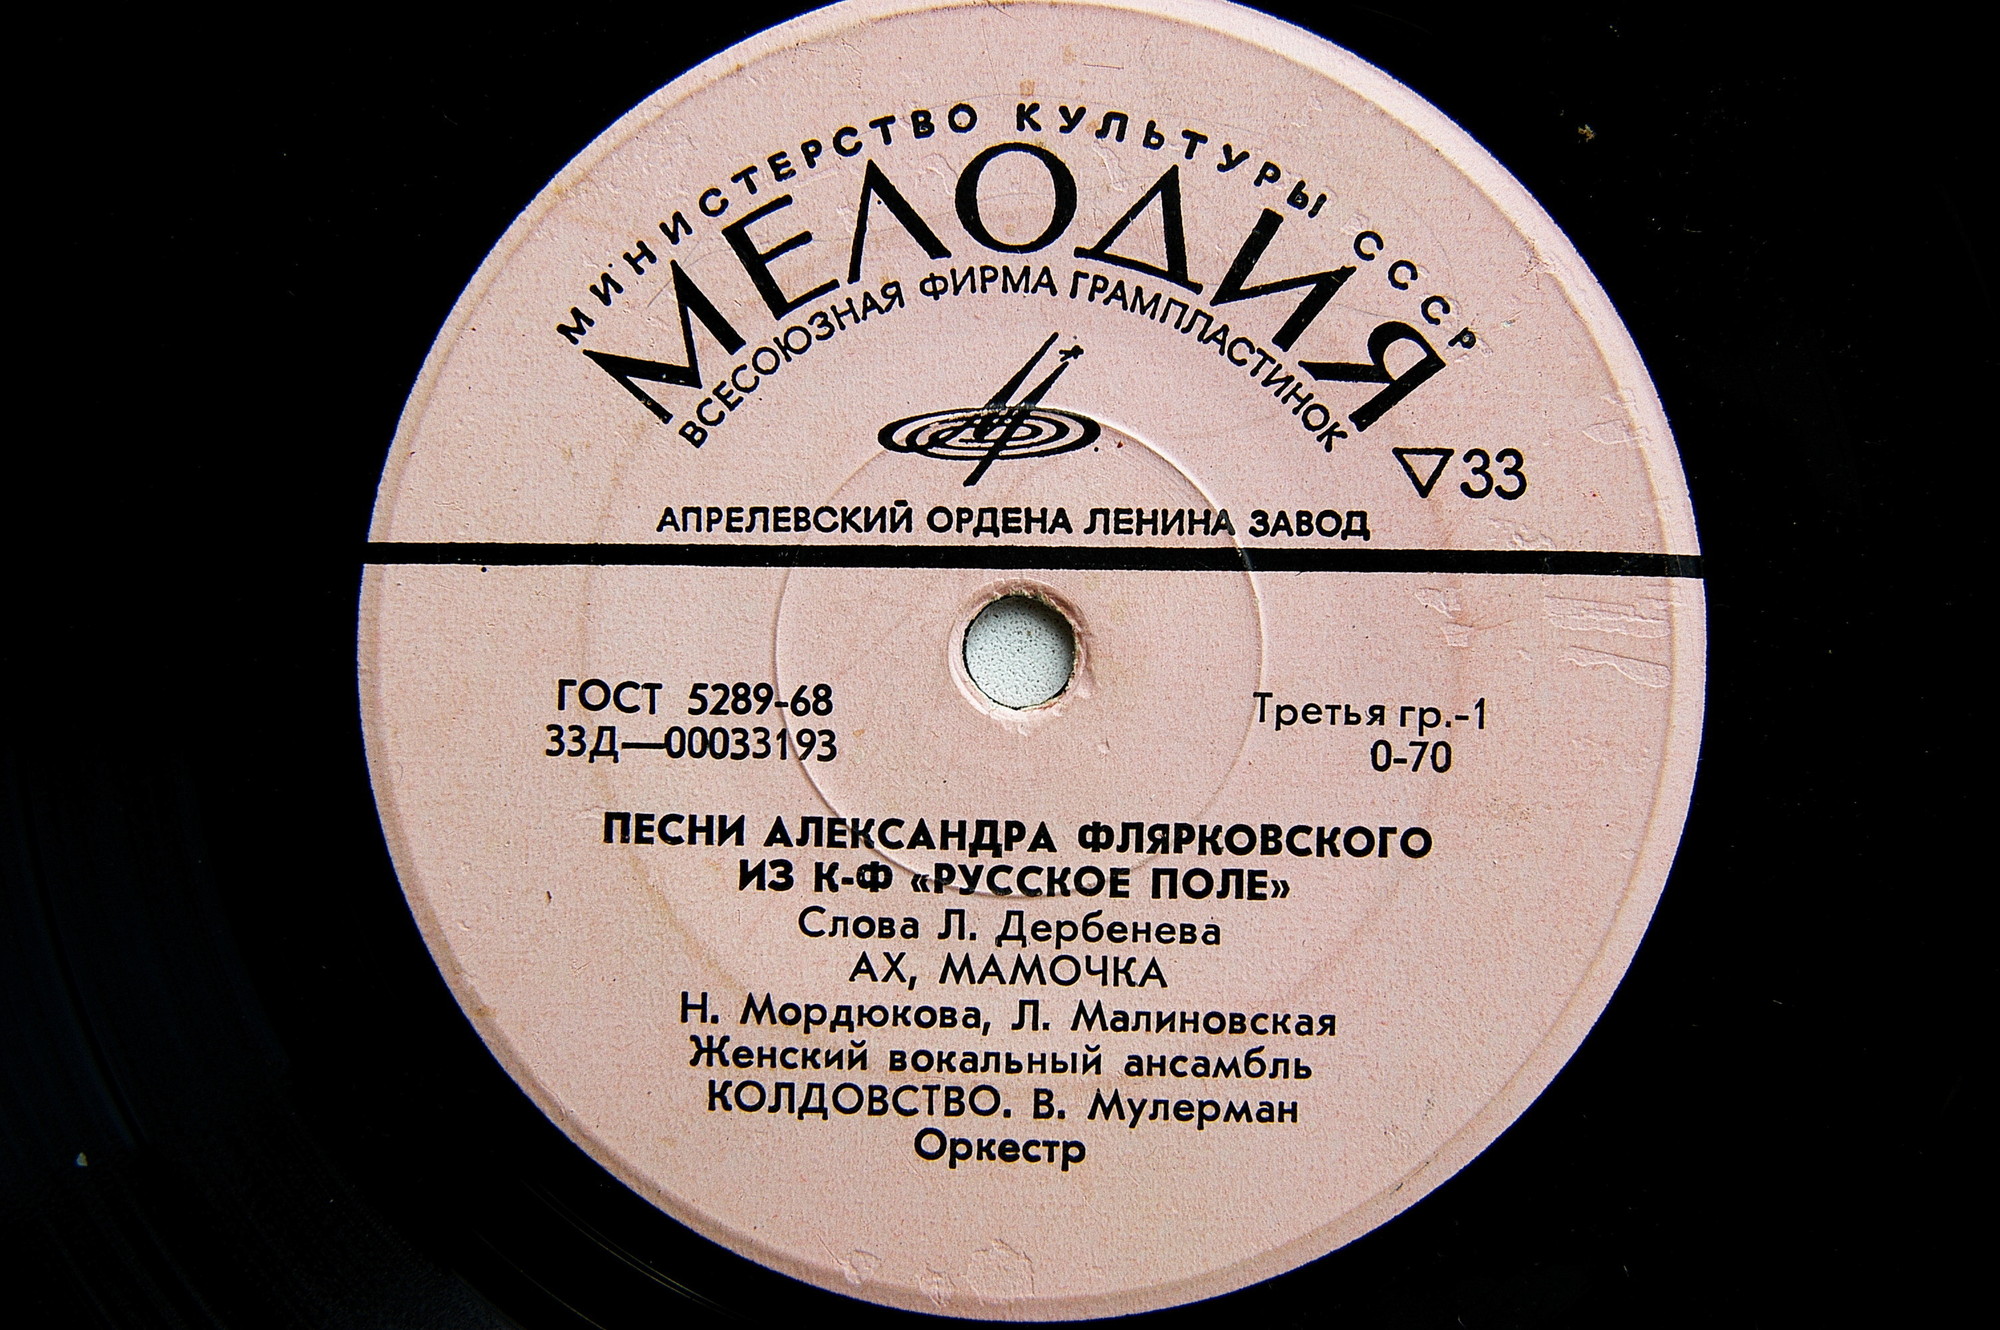 МИНИСТЕРСТВО КУЛЬТУРЫ СССР
МЕЛОДИЯ
ВСЕСОЮЗНАЯ ФИРМА ГРАМПЛАСТИНОК
33
АПРЕЛЕВСКИЙ ОРДЕНА ЛЕНИНА ЗАВОД
ГОСТ 5289-68
33Д—00033193
Третья гр.-1
0-70
ПЕСНИ АЛЕКСАНДРА ФЛЯРКОВСКОГО
ИЗ К-Ф «РУССКОЕ ПОЛЕ»
Слова Л. Дербенева
АХ, МАМОЧКА
Н. Мордюкова, Л. Малиновская
Женский вокальный ансамбль
КОЛДОВСТВО. В. Мулерман
Оркестр